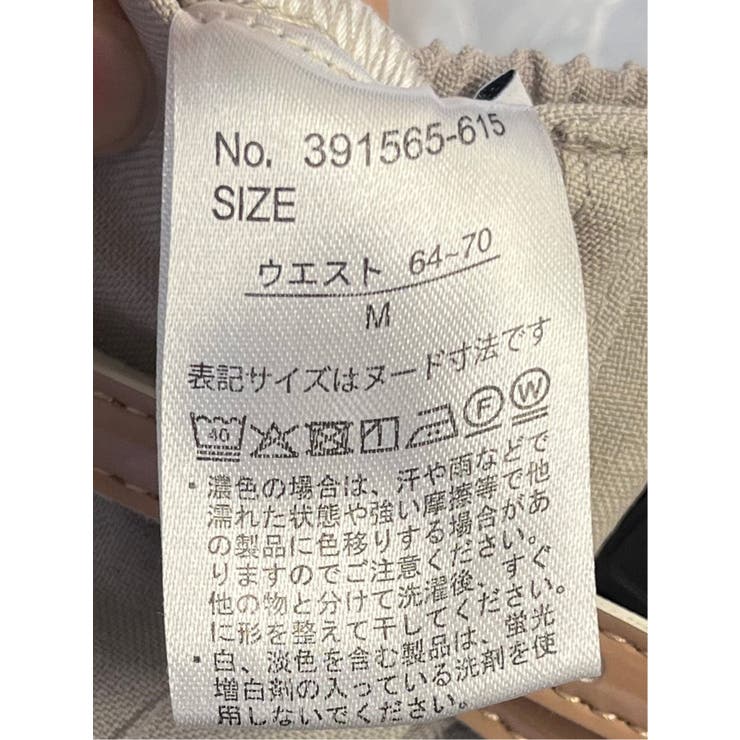 No. 391565-615
SIZE
ウエスト 64~70
M
表記サイズはヌード寸法です
40
F W
・濃色の場合は、汗や雨などで
濡れた状態や強い摩擦等で他
の製品に色移りする場合があ
りますのでご注意ください。
他の物と分けて洗濯後、すぐ
に形を整えて干してください。
・白、淡色を含む製品は、蛍光
増白剤の入っている洗剤を使
用しないでください。